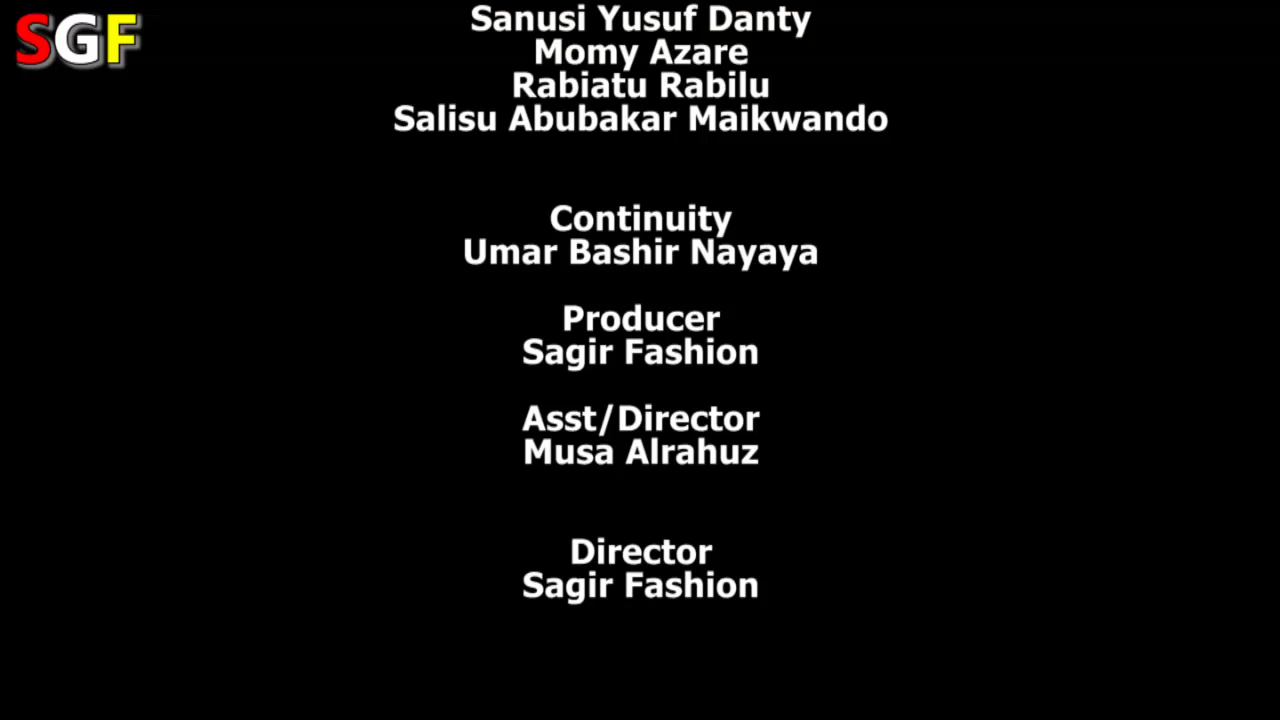 SGF
Sanusi Yusuf Danty
Momy Azare
Rabiatu Rabilu
Salisu Abubakar Maikwando
Continuity
Umar Bashir Nayaya
Producer
Sagir Fashion
Asst/Director
Musa Alrahuz
Director
Sagir Fashion